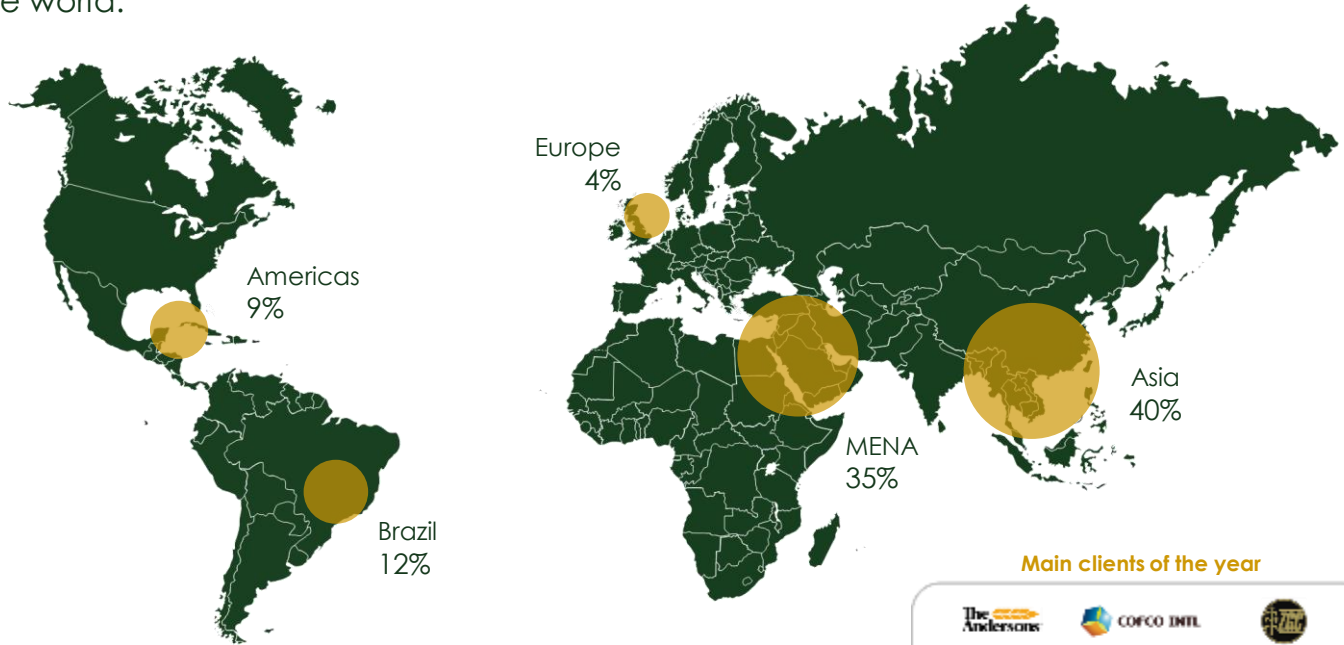 e world.
Europe
4%
Americas
9%
Asia
40%
MENA
35%
Brazil
12%
Main clients of the year
The
Andersons
COFCO INTL